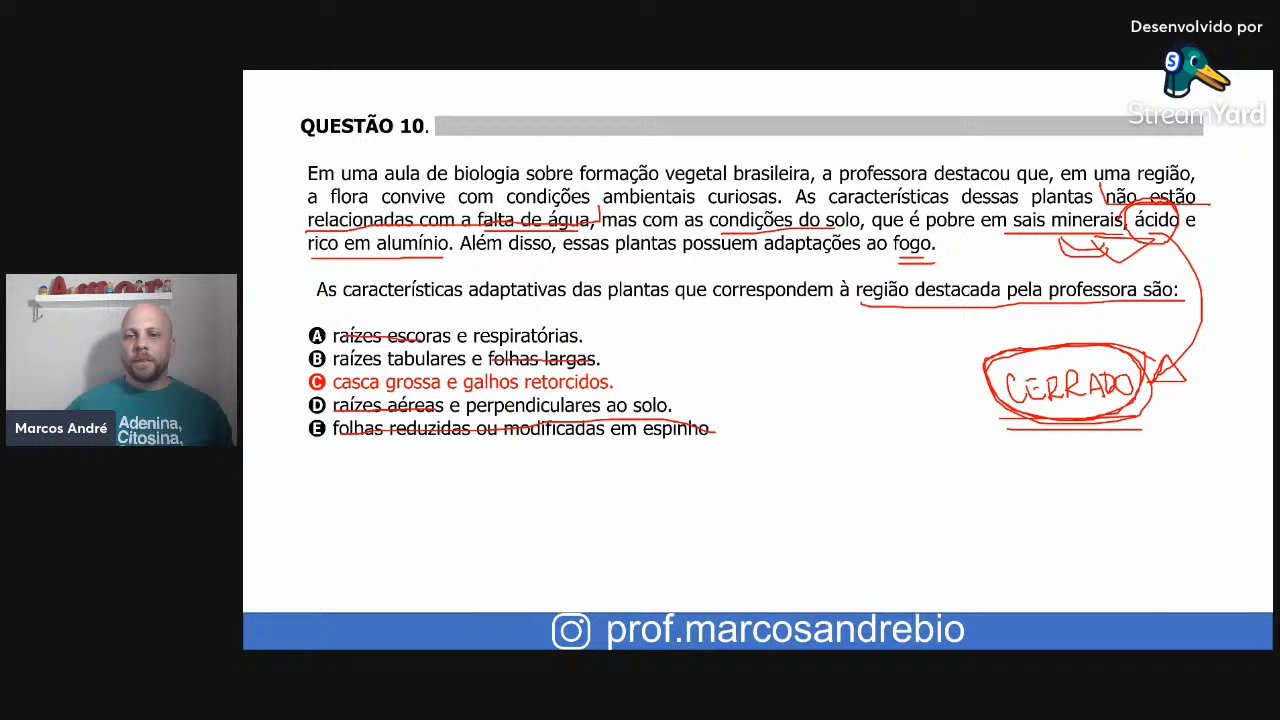 Desenvolvido por
S
StreamYard
QUESTÃO 10.
Em uma aula de biologia sobre formação vegetal brasileira, a professora destacou que, em uma região,
a flora convive com condições ambientais curiosas. As características dessas plantas não estão
relacionadas com a falta de água, mas com as condições do solo, que é pobre em sais minerais, ácido e
rico em alumínio. Além disso, essas plantas possuem adaptações ao fogo.
As características adaptativas das plantas que correspondem à região destacada pela professora são:
A raízes escoras e respiratórias.
B raízes tabulares e folhas largas.
C casca grossa e galhos retorcidos.
D raízes aéreas e perpendiculares ao solo.
E folhas reduzidas ou modificadas em espinho
CERRADO
Amor
Marcos André
Adenina,
Citosina,
prof.marcosandrebio